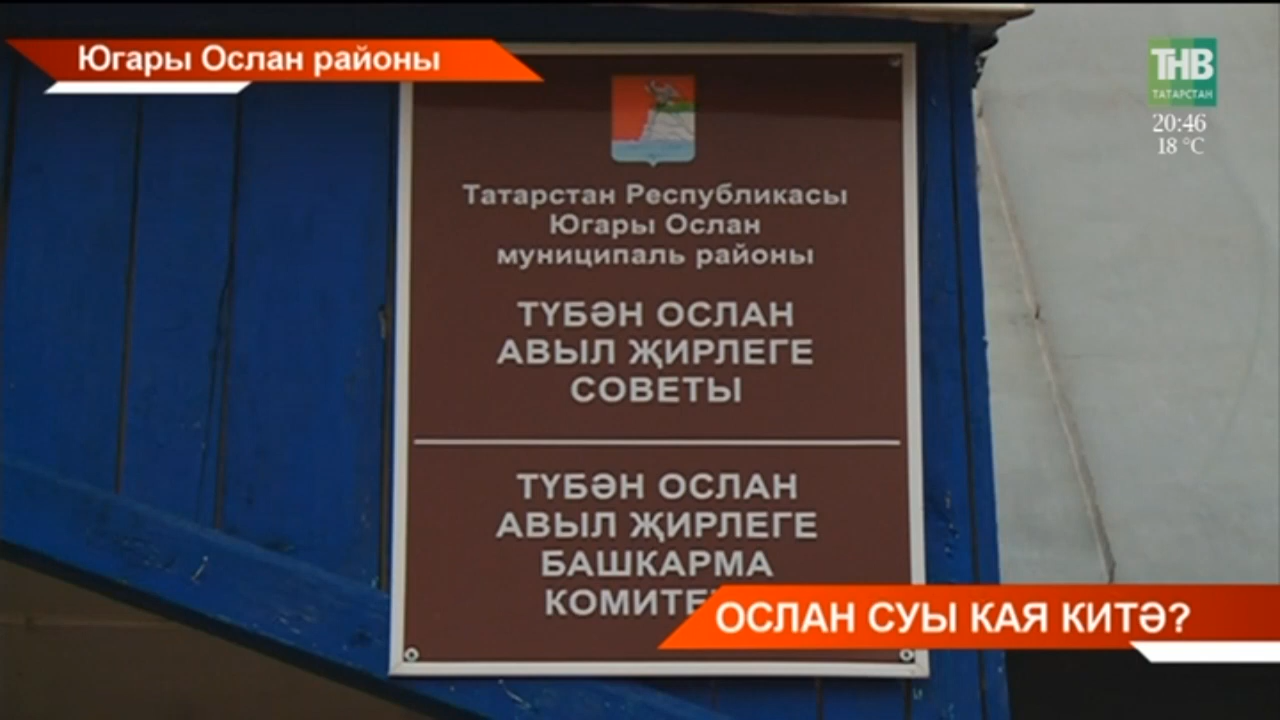 Югары Ослан районы
ТНВ
ТАТАРСТАН
20:46
18 °C
Татарстан Республикасы
Югары Ослан
муниципаль районы
ТҮБӘН ОСЛАН
АВЫЛ ҖИРЛЕГЕ
СОВЕТЫ
ТҮБӘН ОСЛАН
АВЫЛ ҖИРЛЕГЕ
БАШКАРМА
ОСЛАН СУЫ КАЯ КИТӘ?